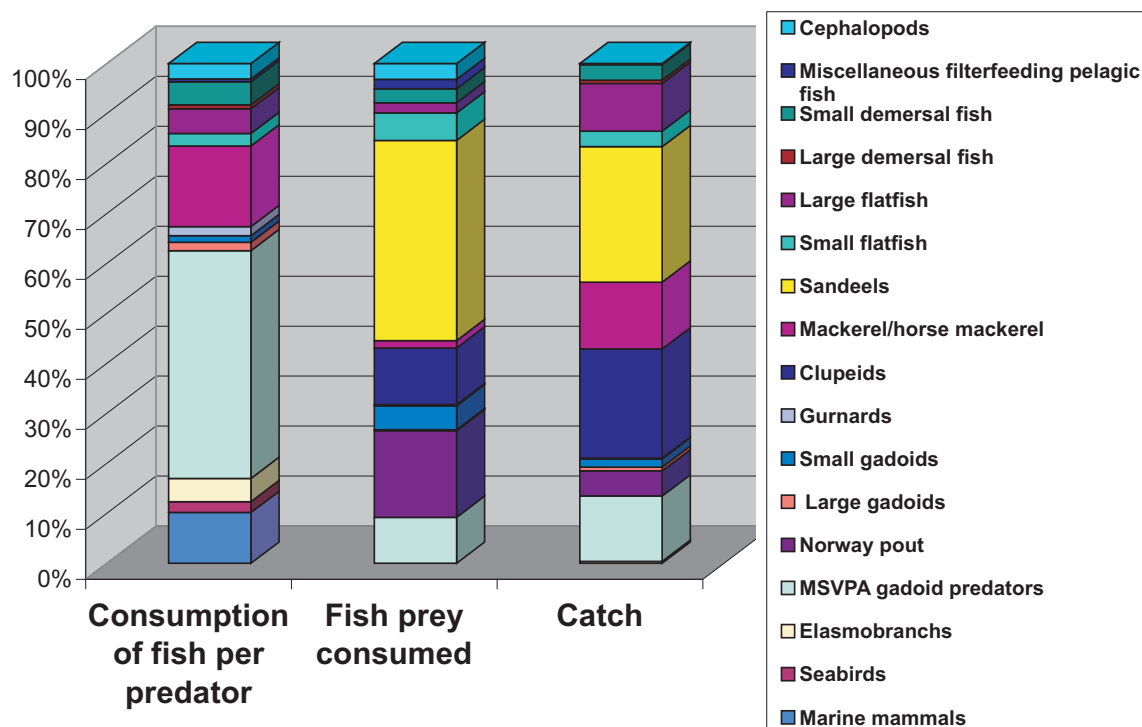 100%
90%
80%
70%
60%
50%
40%
30%
20%
10%
0%
Consumption
of fish per
predator
Fish prey
consumed
Catch
Cephalopods
Miscellaneous filterfeeding pelagic
fish
Small demersal fish
Large demersal fish
Large flatfish
Small flatfish
Sandeels
Mackerel/horse mackerel
Clupeids
Gurnards
Small gadoids
Large gadoids
Norway pout
MSVPA gadoid predators
Elasmobranchs
Seabirds
Marine mammals